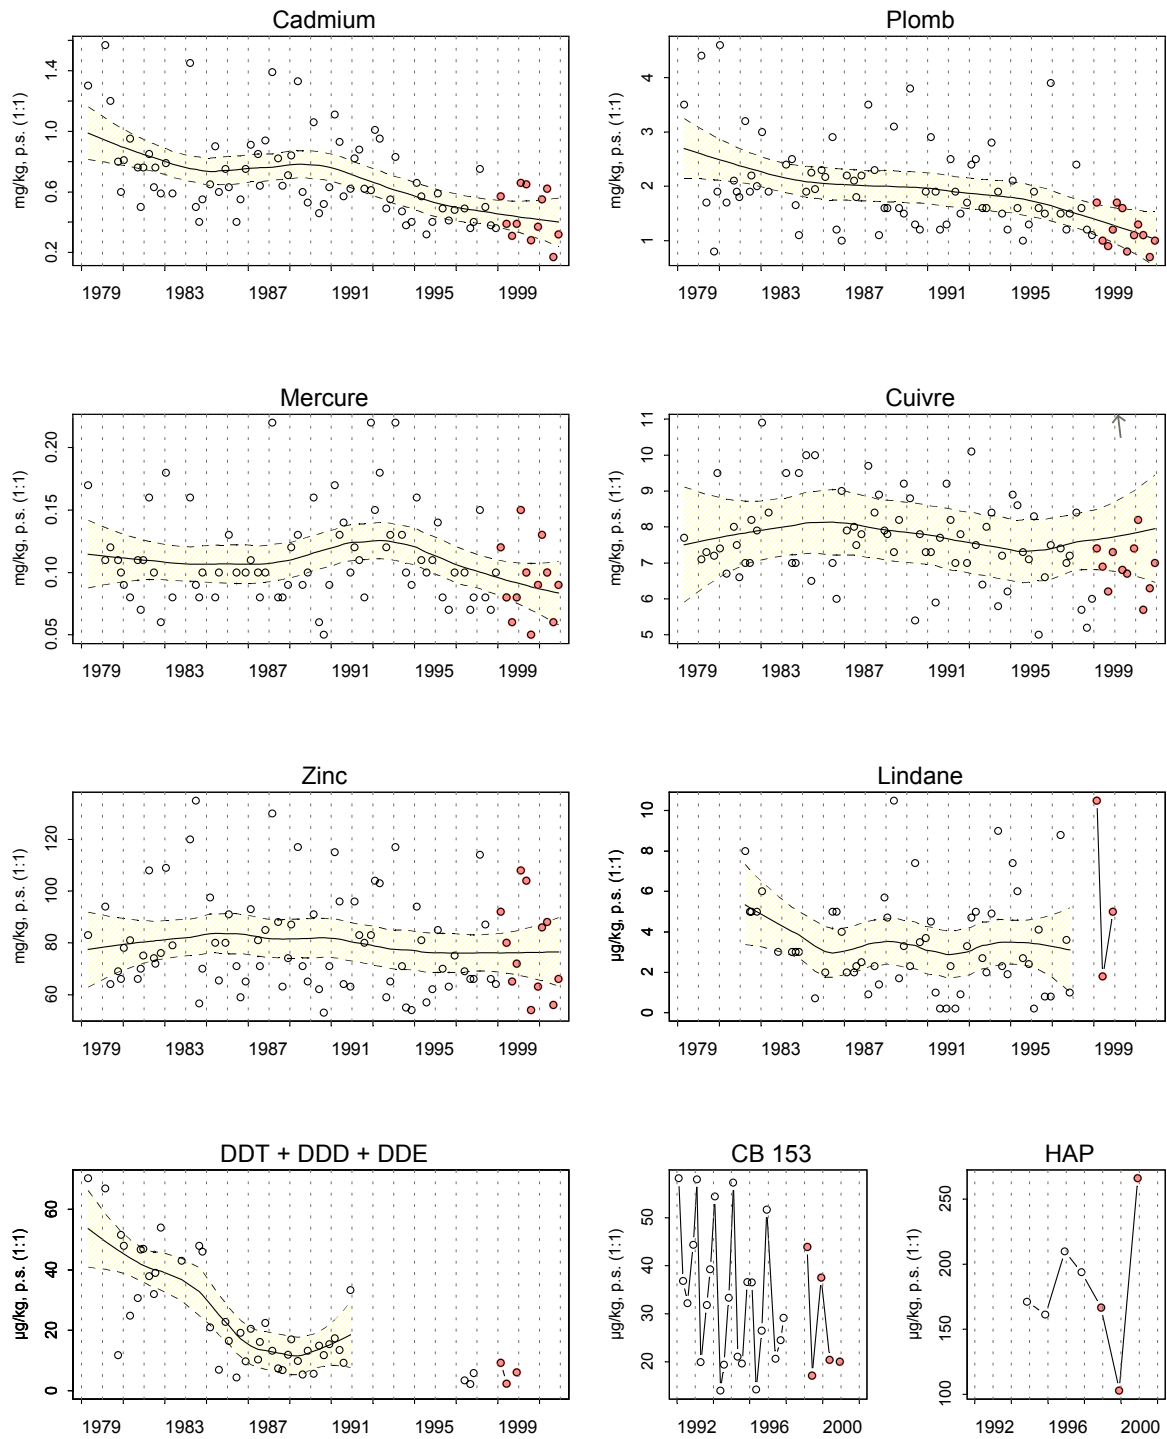 Cadmium
mg/kg, p.s. (1:1)
0.2 0.6 1.0 1.4
1979 1983 1987 1991 1995 1999
Plomb
mg/kg, p.s. (1:1)
1 2 3 4
1979 1983 1987 1991 1995 1999
Mercure
mg/kg, p.s. (1:1)
0.05 0.10 0.15 0.20
1979 1983 1987 1991 1995 1999
Cuivre
mg/kg, p.s. (1:1)
5 6 7 8 9 10 11
1979 1983 1987 1991 1995 1999
Zinc
mg/kg, p.s. (1:1)
60 80 100 120
1979 1983 1987 1991 1995 1999
Lindane
µg/kg, p.s. (1:1)
0 2 4 6 8 10
1979 1983 1987 1991 1995 1999
DDT + DDD + DDE
µg/kg, p.s. (1:1)
0 20 40 60
1979 1983 1987 1991 1995 1999
CB 153
µg/kg, p.s. (1:1)
20 30 40 50
1992 1996 2000
HAP
µg/kg, p.s. (1:1)
100 150 200 250
1992 1996 2000